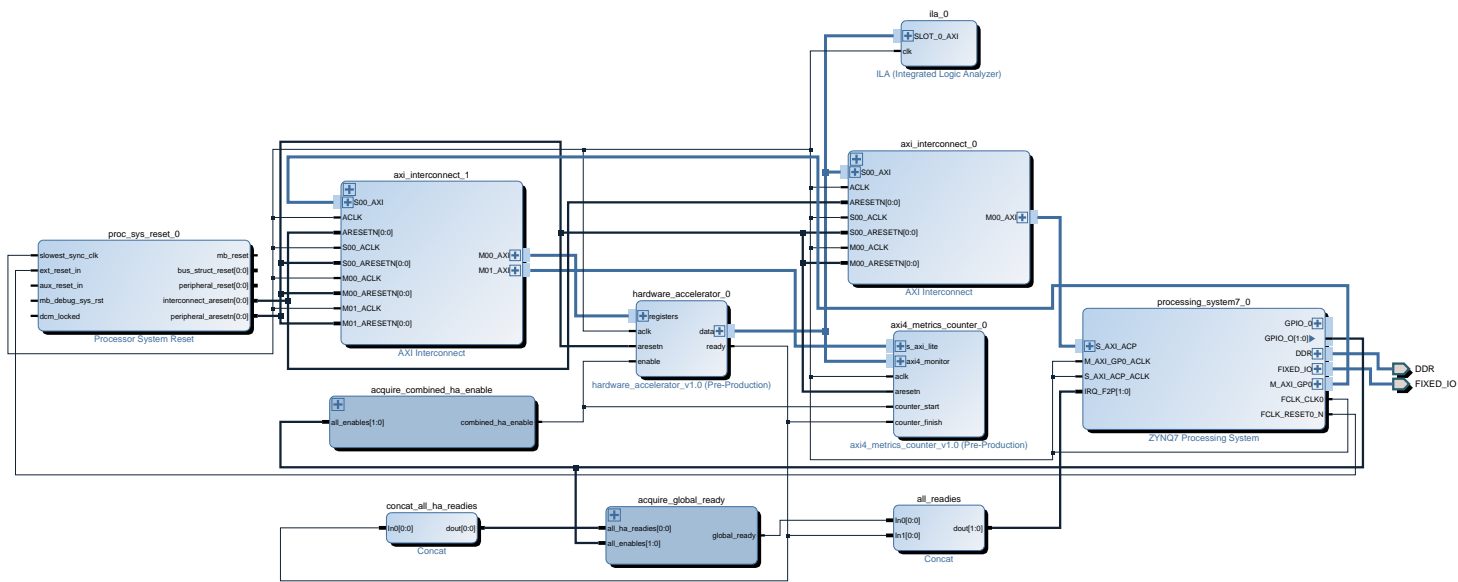 ila_0
SLOT_0_AXI
clk
ILA (Integrated Logic Analyzer)
axi_interconnect_0
S00_AXI
ACLK
ARESETN[0:0]
S00_ACLK
S00_ARESETN[0:0]
M00_ACLK
M00_ARESETN[0:0]
M00_AXI
AXI Interconnect
axi_interconnect_1
S00_AXI
ACLK
ARESETN[0:0]
S00_ACLK
S00_ARESETN[0:0]
M00_ACLK
M00_ARESETN[0:0]
M01_ACLK
M01_ARESETN[0:0]
M00_AXI
M01_AXI
AXI Interconnect
proc_sys_reset_0
slowest_sync_clk
ext_reset_in
aux_reset_in
mb_debug_sys_rst
dcm_locked
mb_reset
bus_struct_reset[0:0]
peripheral_reset[0:0]
interconnect_aresetn[0:0]
peripheral_aresetn[0:0]
Processor System Reset
hardware_accelerator_0
registers
aclk
aresetn
enable
data
ready
hardware_accelerator_v1.0 (Pre-Production)
axi4_metrics_counter_0
s_axi_lite
axi4_monitor
aclk
aresetn
counter_start
counter_finish
axi4_metrics_counter_v1.0 (Pre-Production)
processing_system7_0
S_AXI_ACP
M_AXI_GP0_ACLK
S_AXI_ACP_ACLK
IRQ_F2P[1:0]
GPIO_0
GPIO_O[1:0]
DDR
FIXED_IO
M_AXI_GP0
FCLK_CLK0
FCLK_RESET0_N
ZYNQ7 Processing System
DDR
FIXED_IO
acquire_combined_ha_enable
all_enables[1:0]
combined_ha_enable
concat_all_ha_readies
In0[0:0]
dout[0:0]
Concat
acquire_global_ready
all_ha_readies[0:0]
all_enables[1:0]
global_ready
all_readies
In0[0:0]
In1[0:0]
dout[1:0]
Concat